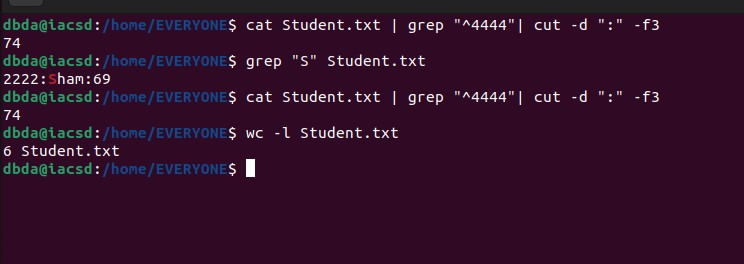 dbda@iacsd:/home/EVERYONE$ cat Student.txt | grep "^4444"| cut -d ":" -f3
74
dbda@iacsd:/home/EVERYONE$ grep "S" Student.txt
2222:Sham:69
dbda@iacsd:/home/EVERYONE$ cat Student.txt | grep "^4444"| cut -d ":" -f3
74
dbda@iacsd:/home/EVERYONE$ wc -l Student.txt
6 Student.txt
dbda@iacsd:/home/EVERYONE$